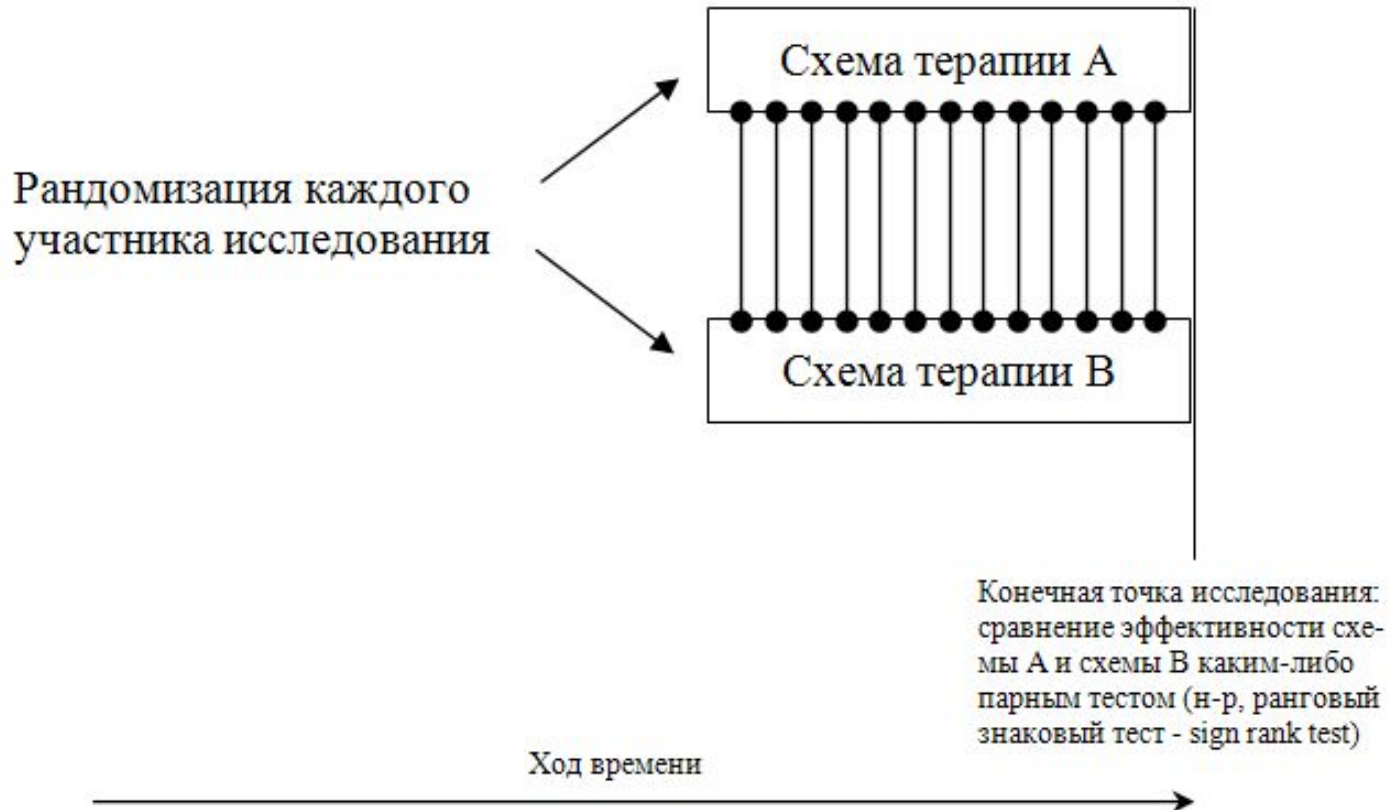 Схема терапии А
Рандомизация каждого
участника исследования
Схема терапии В
Конечная точка исследования:
сравнение эффективности схе-
мы А и схемы В каким-либо
парным тестом (н-р, ранговый
знаковый тест - sign rank test)
Ход времени